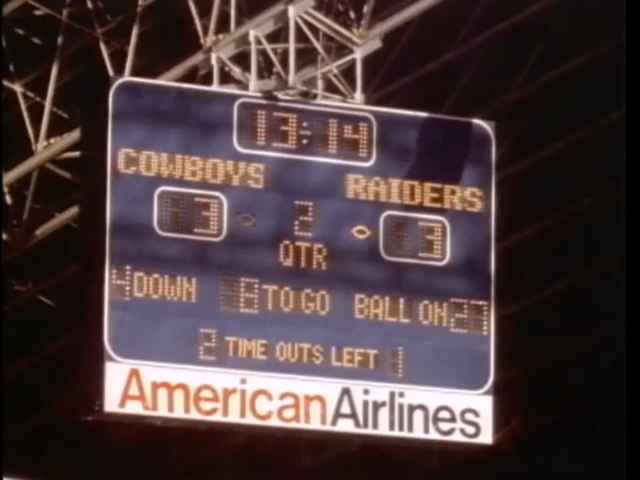 13:14
COWBOYS RAIDERS
3 2 3
QTR
4 DOWN 8 TO GO BALL ON 27
2 TIME OUTS LEFT 1
AmericanAirlines